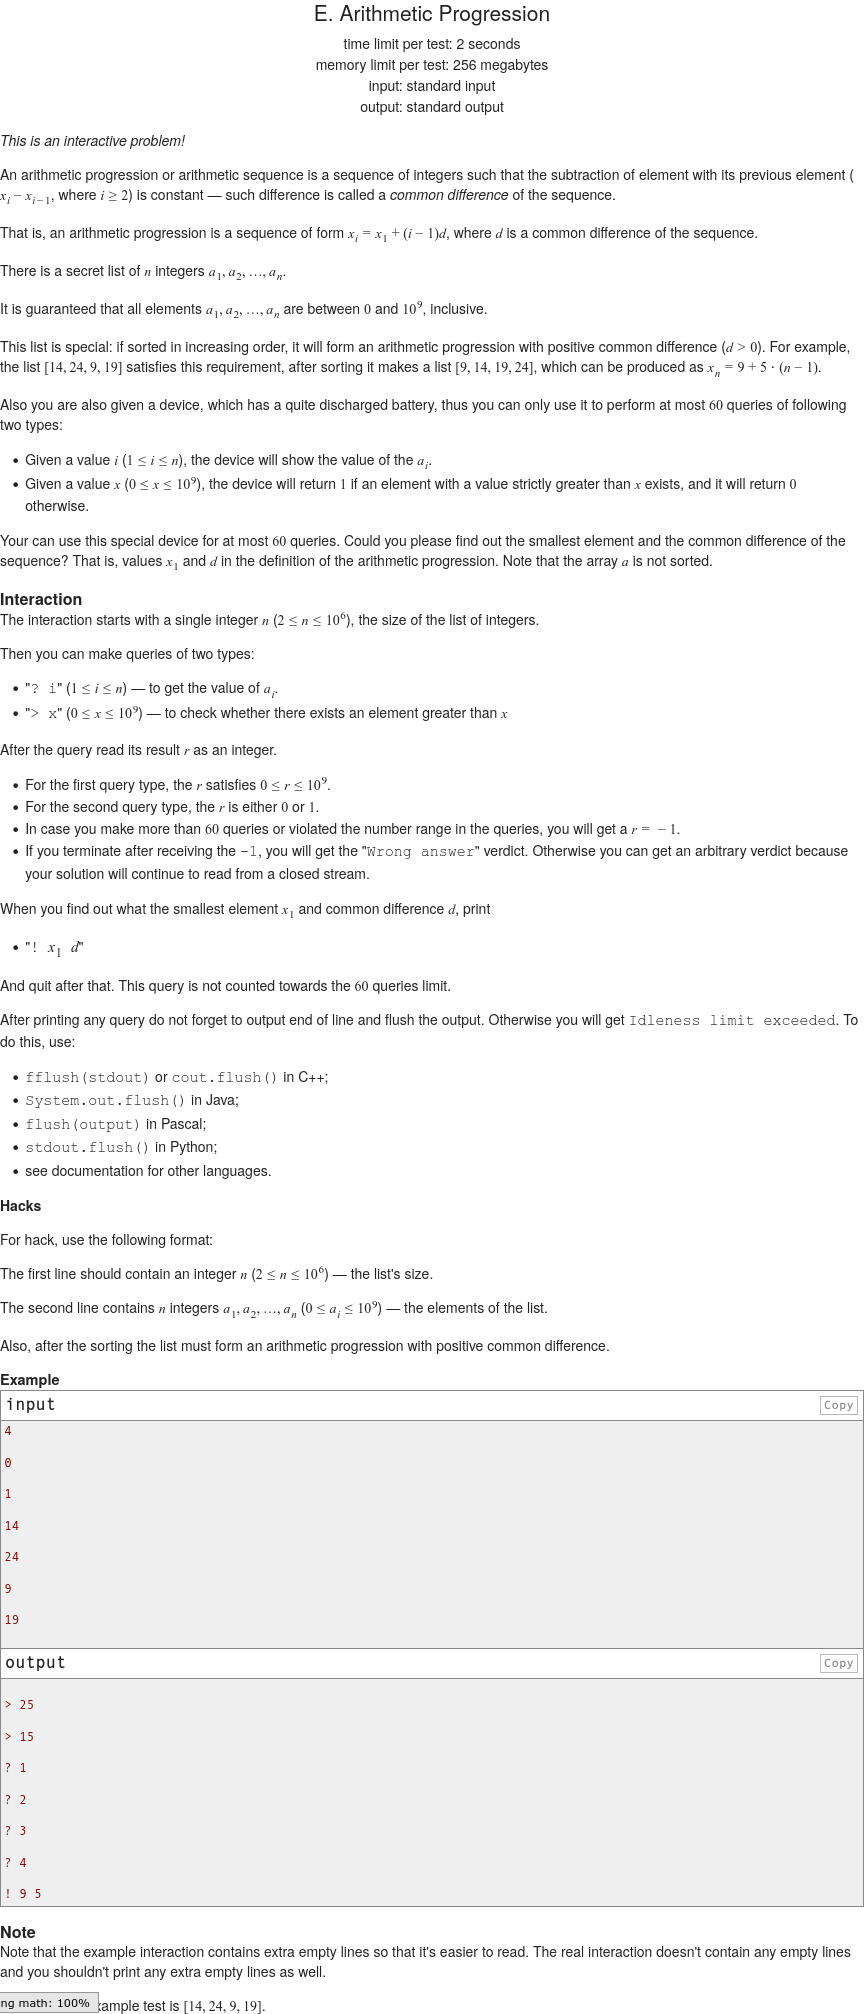 E. Arithmetic Progression
time limit per test: 2 seconds
memory limit per test: 256 megabytes
input: standard input
output: standard output
This is an interactive problem!
An arithmetic progression or arithmetic sequence is a sequence of integers such that the subtraction of element with its previous element (
x_i − x_{i−1}, where i ≥ 2) is constant — such difference is called a common difference of the sequence.
That is, an arithmetic progression is a sequence of form x_i = x_1 + (i − 1)d, where d is a common difference of the sequence.
There is a secret list of n integers a_1, a_2, …, a_n.
It is guaranteed that all elements a_1, a_2, …, a_n are between 0 and 10^9, inclusive.
This list is special: if sorted in increasing order, it will form an arithmetic progression with positive common difference (d > 0). For example,
the list [14, 24, 9, 19] satisfies this requirement, after sorting it makes a list [9, 14, 19, 24], which can be produced as x_n = 9 + 5 · (n − 1).
Also you are also given a device, which has a quite discharged battery, thus you can only use it to perform at most 60 queries of following
two types:
• Given a value i (1 ≤ i ≤ n), the device will show the value of the a_i.
• Given a value x (0 ≤ x ≤ 10^9), the device will return 1 if an element with a value strictly greater than x exists, and it will return 0
otherwise.
Your can use this special device for at most 60 queries. Could you please find out the smallest element and the common difference of the
sequence? That is, values x_1 and d in the definition of the arithmetic progression. Note that the array a is not sorted.
Interaction
The interaction starts with a single integer n (2 ≤ n ≤ 10^6), the size of the list of integers.
Then you can make queries of two types:
• "? i" (1 ≤ i ≤ n) — to get the value of a_i.
• "> x" (0 ≤ x ≤ 10^9) — to check whether there exists an element greater than x
After the query read its result r as an integer.
• For the first query type, the r satisfies 0 ≤ r ≤ 10^9.
• For the second query type, the r is either 0 or 1.
• In case you make more than 60 queries or violated the number range in the queries, you will get a r = − 1.
• If you terminate after receiving the -1, you will get the "Wrong answer" verdict. Otherwise you can get an arbitrary verdict because
your solution will continue to read from a closed stream.
When you find out what the smallest element x_1 and common difference d, print
• "! x_1 d"
And quit after that. This query is not counted towards the 60 queries limit.
After printing any query do not forget to output end of line and flush the output. Otherwise you will get Idleness limit exceeded. To
do this, use:
• fflush(stdout) or cout.flush() in C++;
• System.out.flush() in Java;
• flush(output) in Pascal;
• stdout.flush() in Python;
• see documentation for other languages.
Hacks
For hack, use the following format:
The first line should contain an integer n (2 ≤ n ≤ 10^6) — the list's size.
The second line contains n integers a_1, a_2, …, a_n (0 ≤ a_i ≤ 10^9) — the elements of the list.
Also, after the sorting the list must form an arithmetic progression with positive common difference.
Example
input Copy
4
0
1
14
24
9
19
output Copy
> 25
> 15
? 1
? 2
? 3
? 4
! 9 5
Note
Note that the example interaction contains extra empty lines so that it's easier to read. The real interaction doesn't contain any empty lines
and you shouldn't print any extra empty lines as well.
ng math: 100% xample test is [14, 24, 9, 19].